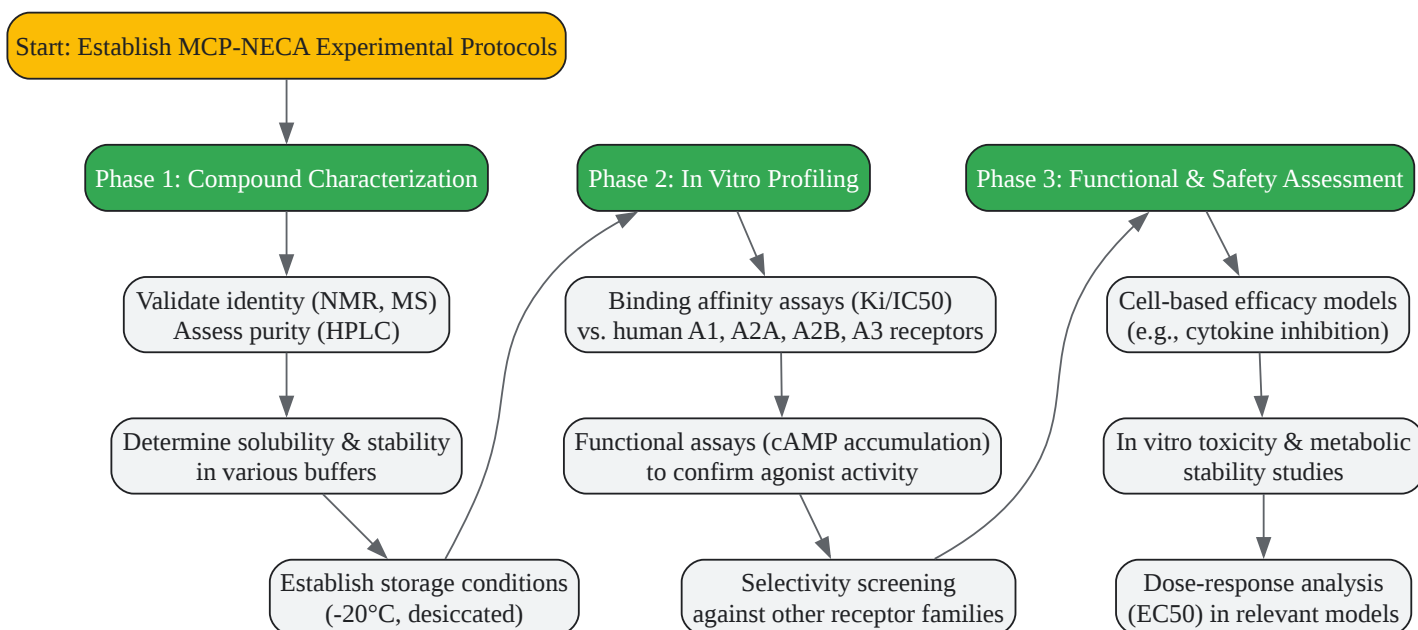 Start: Establish MCP-NECA Experimental Protocols
Phase 1: Compound Characterization
Validate identity (NMR, MS)
Assess purity (HPLC)
Determine solubility & stability
in various buffers
Establish storage conditions
(-20°C, desiccated)
Phase 2: In Vitro Profiling
Binding affinity assays (Ki/IC50)
vs. human A1, A2A, A2B, A3 receptors
Functional assays (cAMP accumulation)
to confirm agonist activity
Selectivity screening
against other receptor families
Phase 3: Functional & Safety Assessment
Cell-based efficacy models
(e.g., cytokine inhibition)
In vitro toxicity & metabolic
stability studies
Dose-response analysis
(EC50) in relevant models